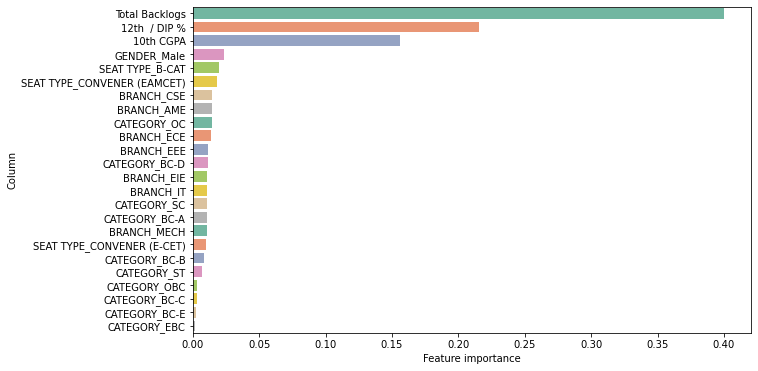 Total Backlogs
12th / DIP %
10th CGPA
GENDER_Male
SEAT TYPE_B-CAT
SEAT TYPE_CONVENER (EAMCET)
BRANCH_CSE
BRANCH_AME
CATEGORY_OC
BRANCH_ECE
BRANCH_EEE
CATEGORY_BC-D
BRANCH_EIE
BRANCH_IT
CATEGORY_SC
CATEGORY_BC-A
BRANCH_MECH
SEAT TYPE_CONVENER (E-CET)
CATEGORY_BC-B
CATEGORY_ST
CATEGORY_OBC
CATEGORY_BC-C
CATEGORY_BC-E
CATEGORY_EBC
Column
0.00 0.05 0.10 0.15 0.20 0.25 0.30 0.35 0.40
Feature importance